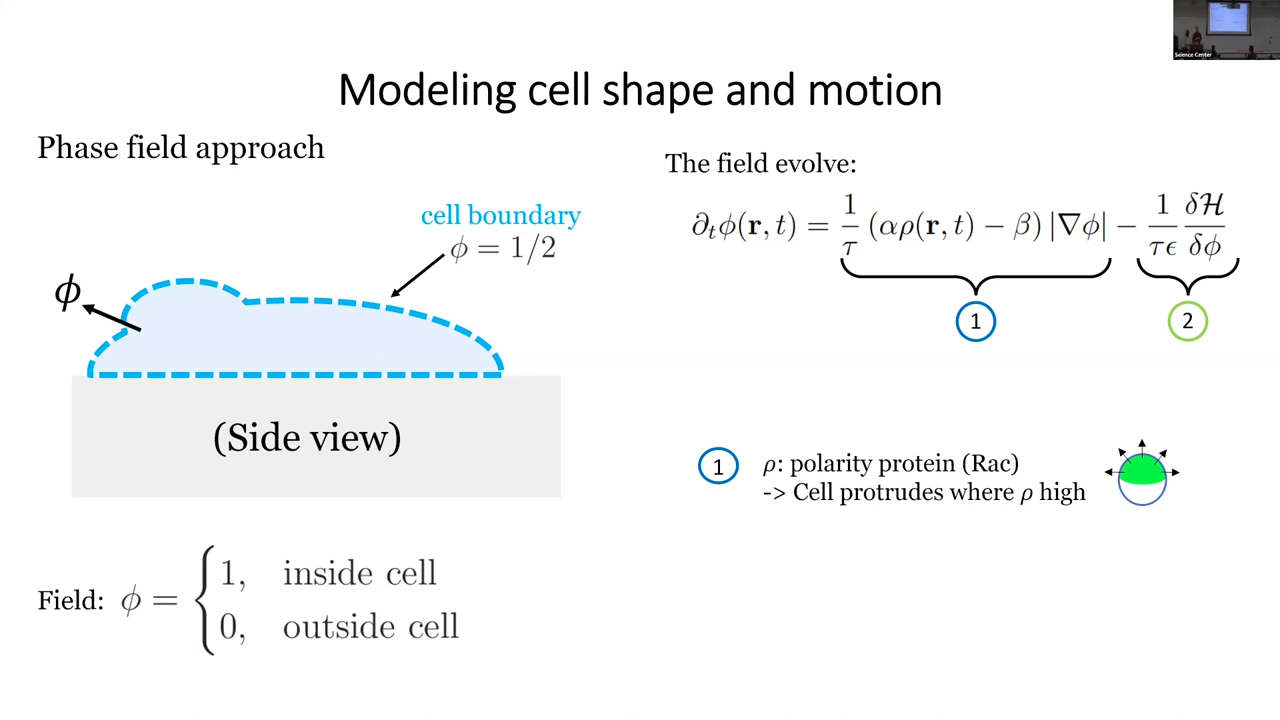 Science Center
Modeling cell shape and motion
Phase field approach
cell boundary
ϕ = 1/2
ϕ
(Side view)
Field: ϕ = { 1, inside cell
0, outside cell
The field evolve:
∂ₜϕ(r, t) = 1/τ (αρ(r, t) − β) |∇ϕ| − 1/τϵ δℋ/δϕ
1
2
1 ρ: polarity protein (Rac)
-> Cell protrudes where ρ high